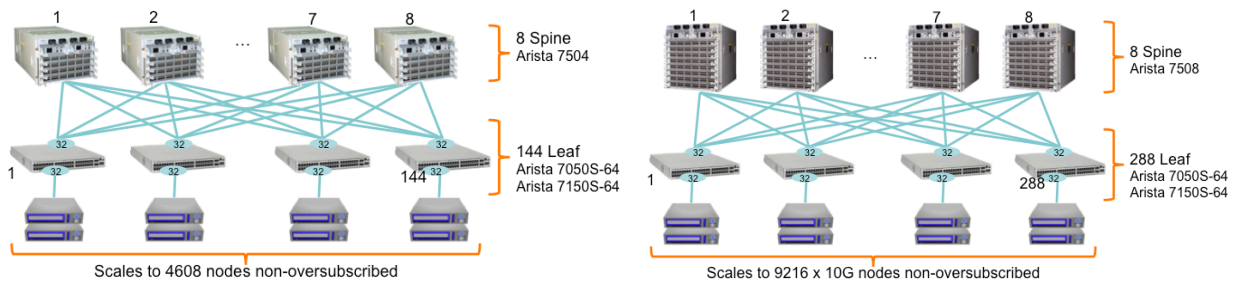 1
2
...
7
8
8 Spine
Arista 7504
32
32
32
32
144 Leaf
Arista 7050S-64
Arista 7150S-64
1
32
32
32
144
32
Scales to 4608 nodes non-oversubscribed
1
2
...
7
8
8 Spine
Arista 7508
32
32
32
32
288 Leaf
Arista 7050S-64
Arista 7150S-64
1
32
32
32
288
32
Scales to 9216 x 10G nodes non-oversubscribed